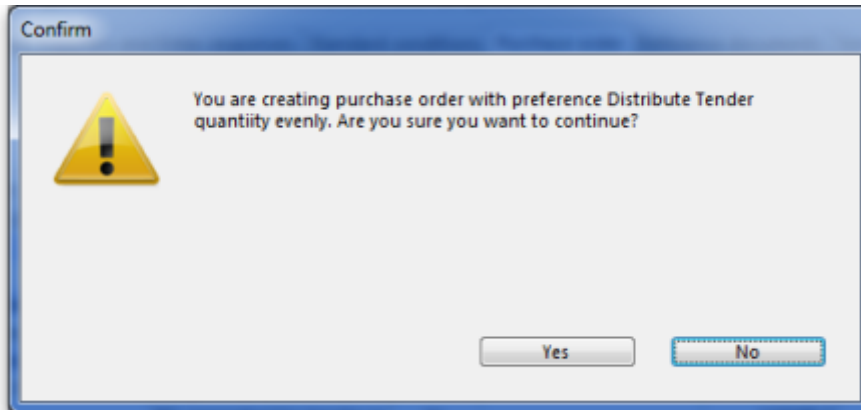 Confirm
You are creating purchase order with preference Distribute Tender
quantiity evenly. Are you sure you want to continue?
Yes
No